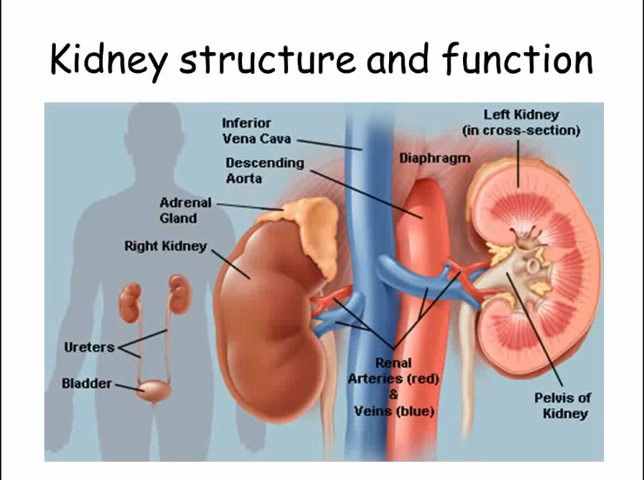 Kidney structure and function
Inferior
Vena Cava
Descending
Aorta
Adrenal
Gland
Right Kidney
Ureters
Bladder
Diaphragm
Left Kidney
(in cross-section)
Renal
Arteries (red)
&
Veins (blue)
Pelvis of
Kidney